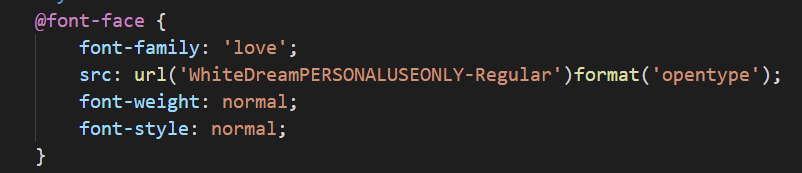 @font-face {
font-family: 'love';
src: url('WhiteDreamPERSONALUSEONLY-Regular')format('opentype');
font-weight: normal;
font-style: normal;
}